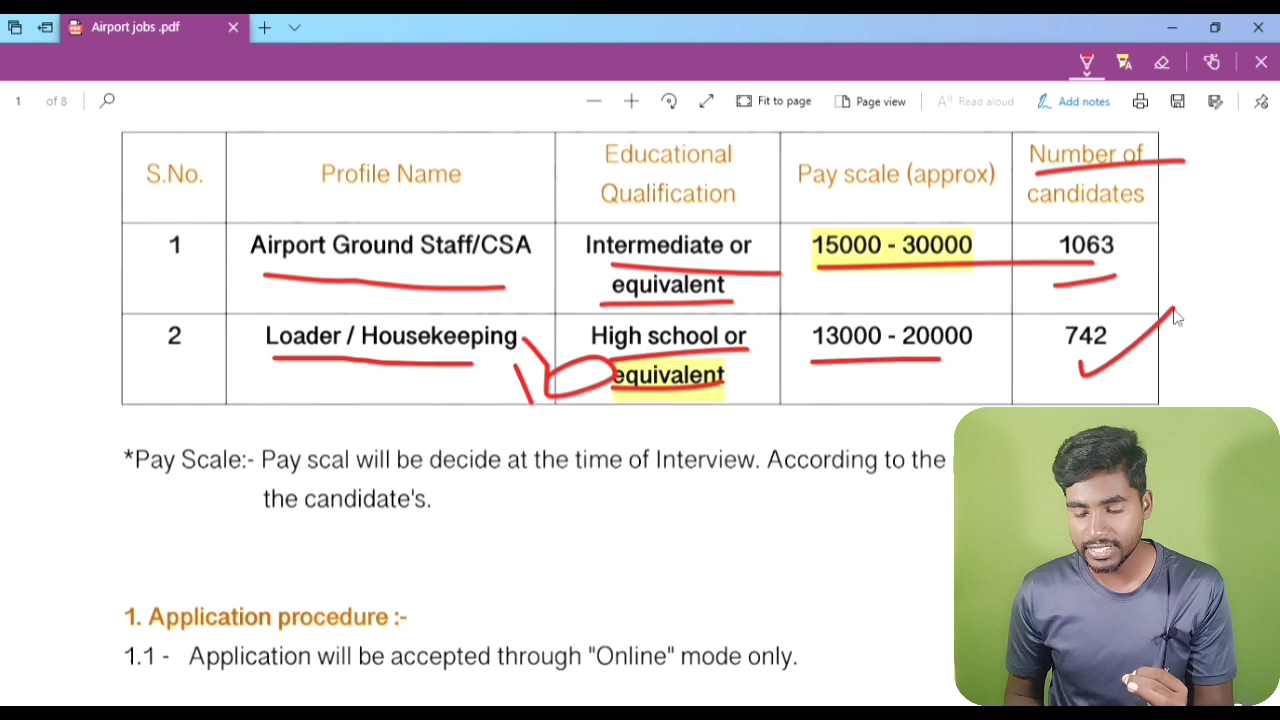 Airport jobs .pdf
1 of 8
Fit to page
Page view
Read aloud
Add notes
S.No. Profile Name Educational Qualification Pay scale (approx) Number of candidates
1 Airport Ground Staff/CSA Intermediate or equivalent 15000 - 30000 1063
2 Loader / Housekeeping High school or equivalent 13000 - 20000 742
*Pay Scale:- Pay scal will be decide at the time of Interview. According to the
the candidate's.
1. Application procedure :-
1.1 - Application will be accepted through "Online" mode only.